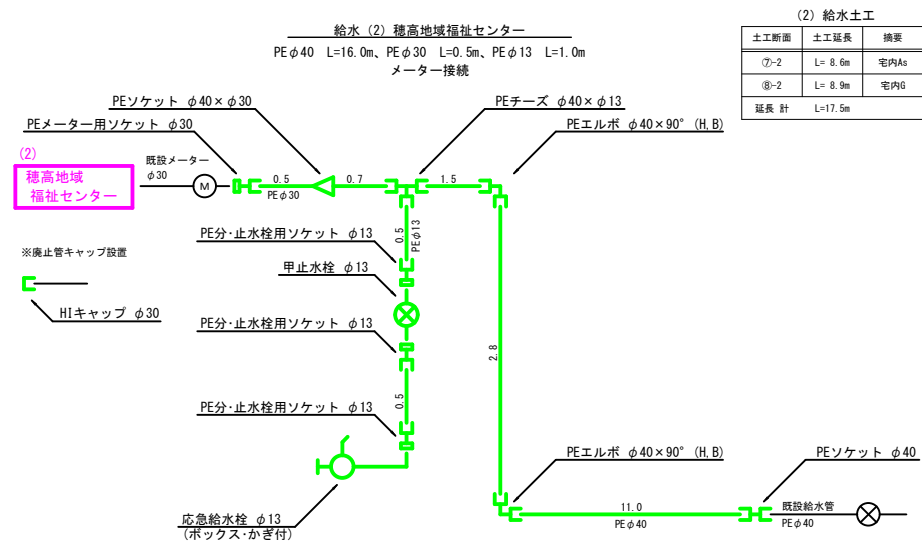 給水 (2) 穂高地域福祉センター
PEφ40 L=16.0m、PEφ30 L=0.5m、PEφ13 L=1.0m
メーター接続
(2) 給水土工
土工断面 土工延長 摘要
⑦-2 L= 8.6m 宅内As
⑧-2 L= 8.9m 宅内G
延長 計 L=17.5m
PEソケット φ40×φ30
PEチーズ φ40×φ13
PEメーター用ソケット φ30
PEエルボ φ40×90° (H,B)
(2)
穂高地域
福祉センター
既設メーター
φ30
M
0.5
PEφ30
0.7
1.5
0.5
PEφ13
PE分・止水栓用ソケット φ13
※廃止管キャップ設置
甲止水栓 φ13
HIキャップ φ30
PE分・止水栓用ソケット φ13
2.8
0.5
PE分・止水栓用ソケット φ13
PEエルボ φ40×90° (H,B)
PEソケット φ40
応急給水栓 φ13
(ボックス・かぎ付)
11.0
PEφ40
既設給水管
PEφ40